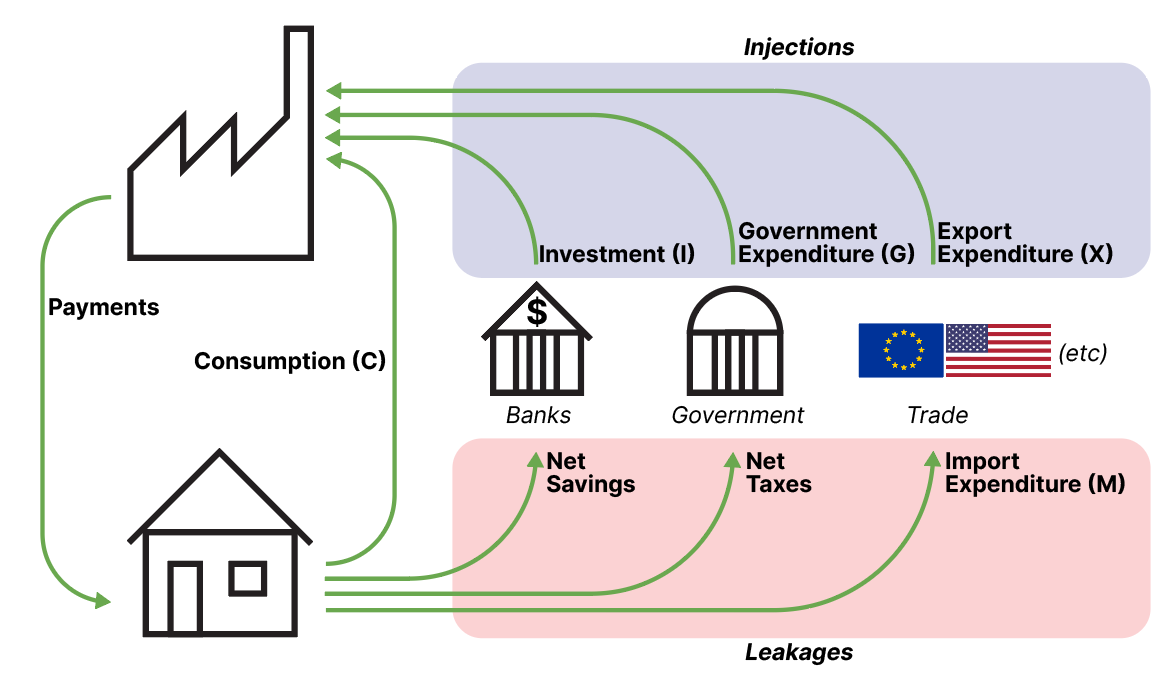 Injections
Investment (I)
Government
Expenditure (G)
Export
Expenditure (X)
Payments
Consumption (C)
$
(etc)
Banks
Government
Trade
Net
Savings
Net
Taxes
Import
Expenditure (M)
Leakages